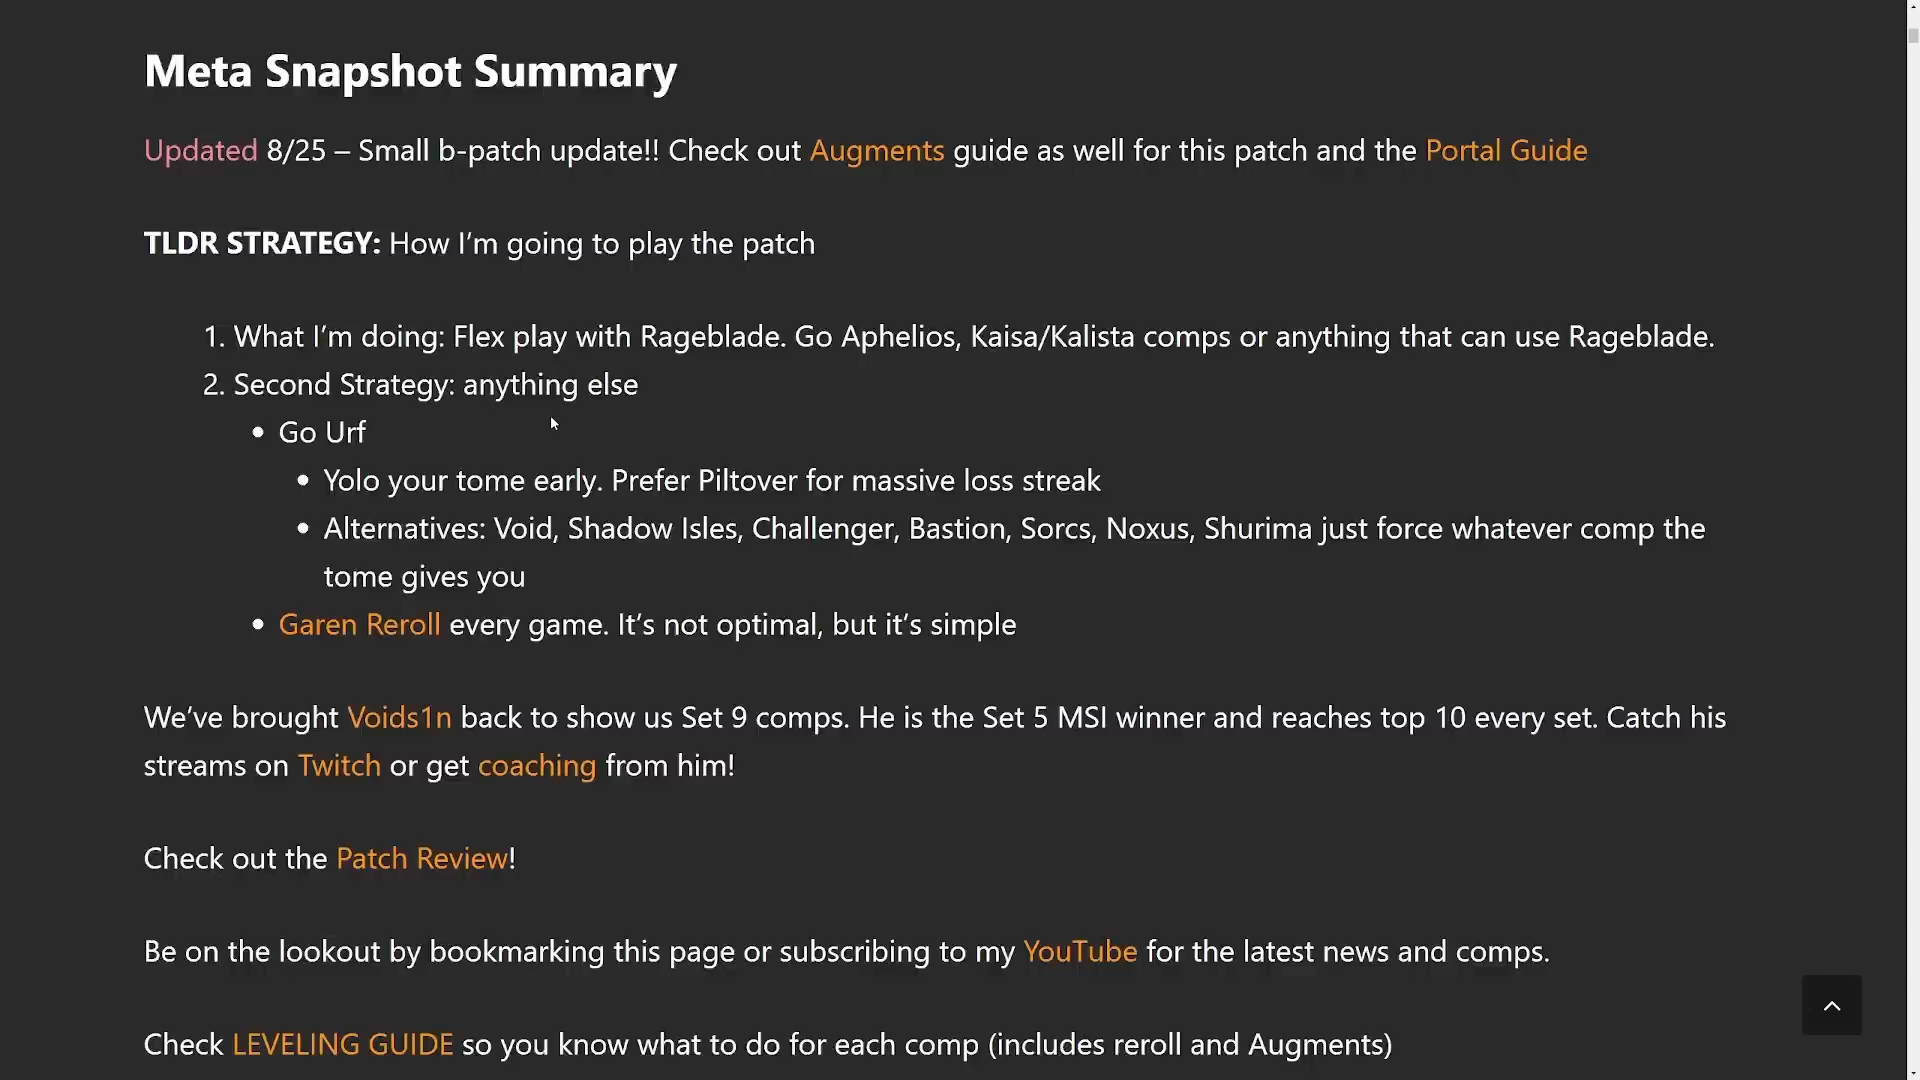 Meta Snapshot Summary
Updated 8/25 – Small b-patch update!! Check out Augments guide as well for this patch and the Portal Guide
TLDR STRATEGY: How I’m going to play the patch
1. What I’m doing: Flex play with Rageblade. Go Aphelios, Kaisa/Kalista comps or anything that can use Rageblade.
2. Second Strategy: anything else
• Go Urf
• Yolo your tome early. Prefer Piltover for massive loss streak
• Alternatives: Void, Shadow Isles, Challenger, Bastion, Sorcs, Noxus, Shurima just force whatever comp the
tome gives you
• Garen Reroll every game. It’s not optimal, but it’s simple
We’ve brought Voids1n back to show us Set 9 comps. He is the Set 5 MSI winner and reaches top 10 every set. Catch his
streams on Twitch or get coaching from him!
Check out the Patch Review!
Be on the lookout by bookmarking this page or subscribing to my YouTube for the latest news and comps.
Check LEVELING GUIDE so you know what to do for each comp (includes reroll and Augments)